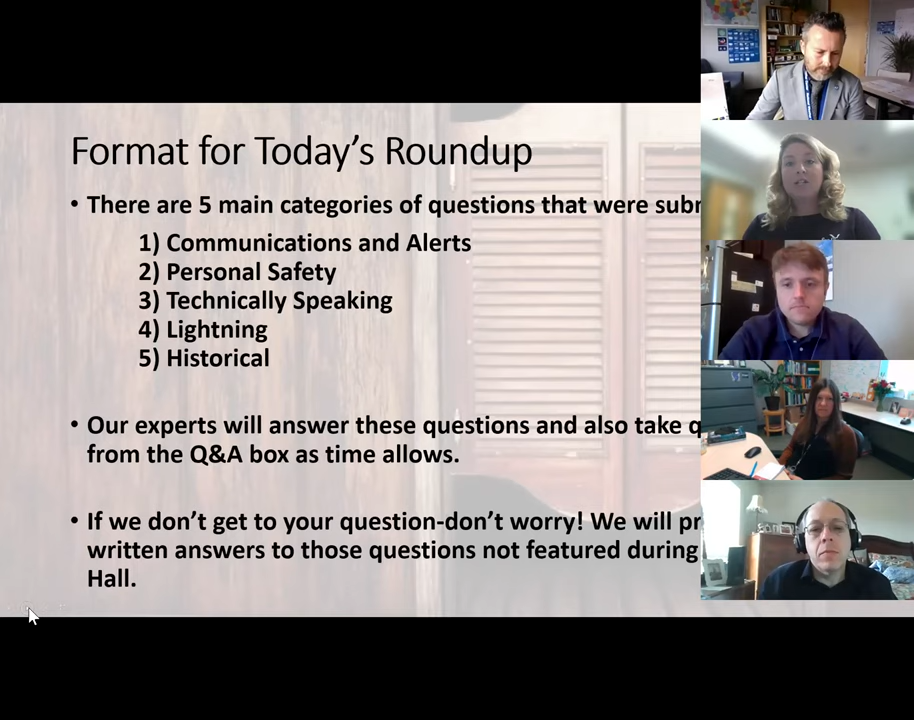 Format for Today's Roundup
• There are 5 main categories of questions that were
1) Communications and Alerts
2) Personal Safety
3) Technically Speaking
4) Lightning
5) Historical
• Our experts will answer these questions and also take
from the Q&A box as time allows.
• If we don't get to your question-don't worry! We will
written answers to those questions not featured during
Hall.